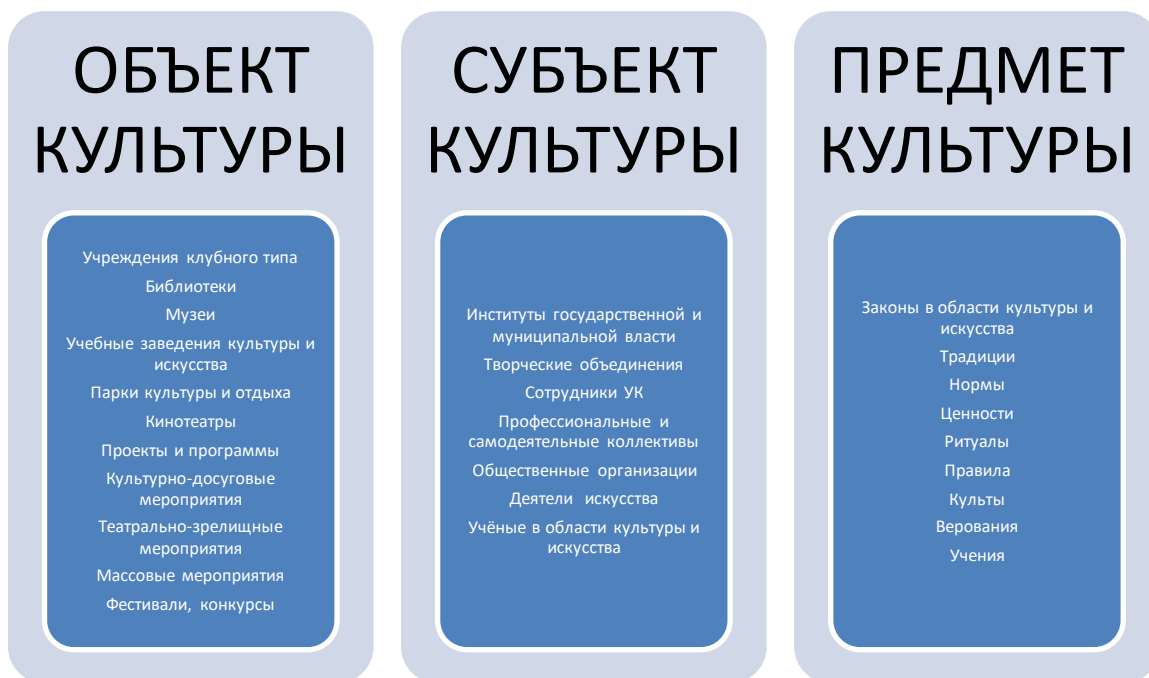 ОБЪЕКТ
КУЛЬТУРЫ
Учреждения клубного типа
Библиотеки
Музеи
Учебные заведения культуры и
искусства
Парки культуры и отдыха
Кинотеатры
Проекты и программы
Культурно-досуговые
мероприятия
Театрально-зрелищные
мероприятия
Массовые мероприятия
Фестивали, конкурсы
СУБЪЕКТ
КУЛЬТУРЫ
Институты государственной и
муниципальной власти
Творческие объединения
Сотрудники УК
Профессиональные и
самодеятельные коллективы
Общественные организации
Деятели искусства
Учёные в области культуры и
искусства
ПРЕДМЕТ
КУЛЬТУРЫ
Законы в области культуры и
искусства
Традиции
Нормы
Ценности
Ритуалы
Правила
Культы
Верования
Учения